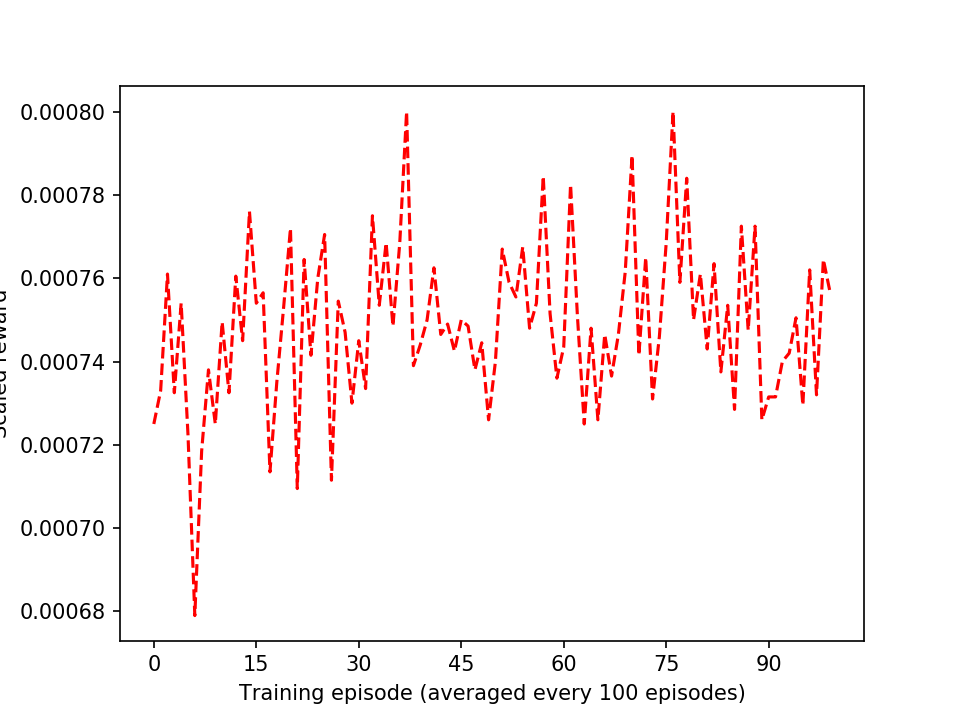 0.00080
0.00078
0.00076
0.00074
0.00072
0.00070
0.00068
Scaled reward
0 15 30 45 60 75 90
Training episode (averaged every 100 episodes)